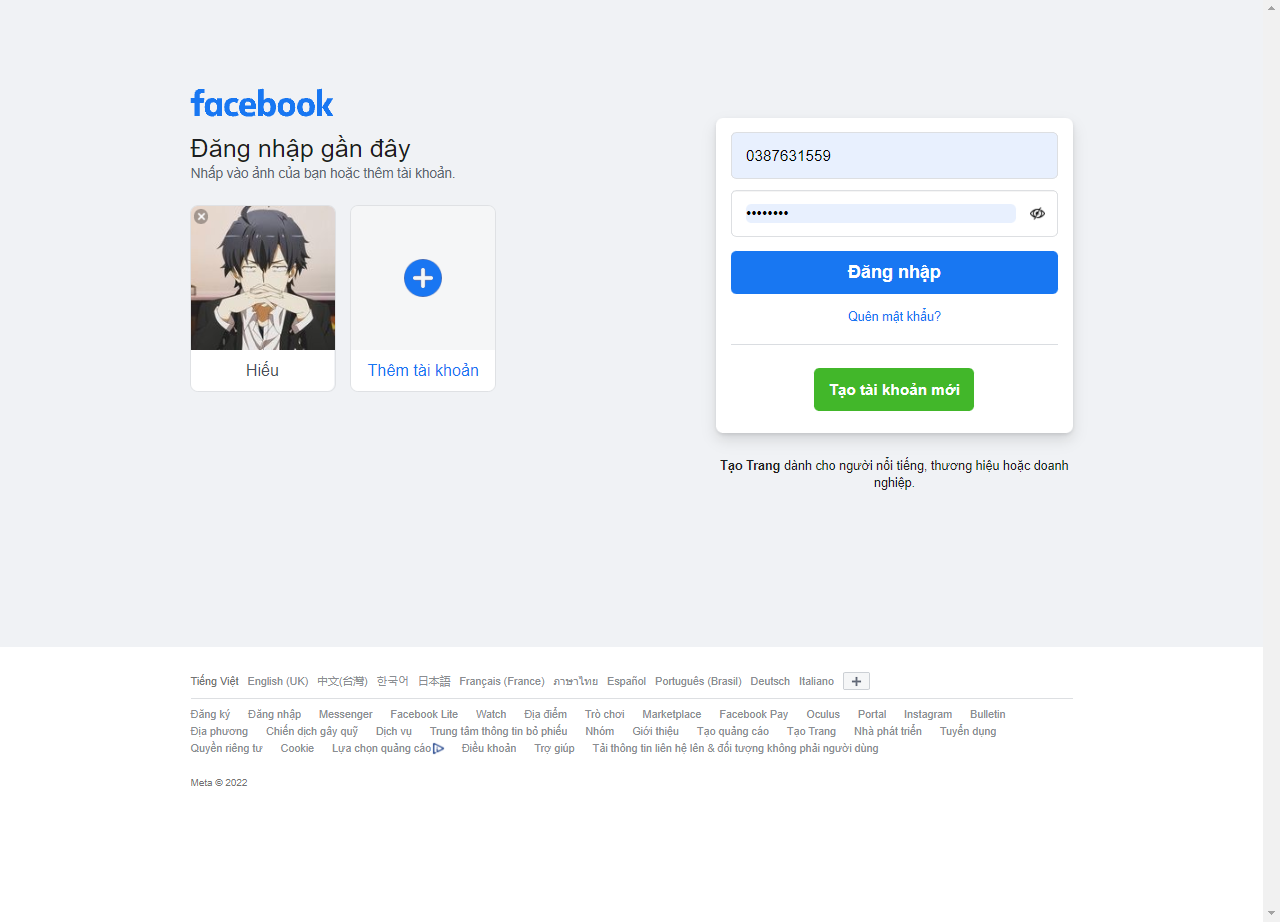 facebook
Đăng nhập gần đây
Nhấp vào ảnh của bạn hoặc thêm tài khoản.
Hiếu
Thêm tài khoản
0387631559
••••••••
Đăng nhập
Quên mật khẩu?
Tạo tài khoản mới
Tạo Trang dành cho người nổi tiếng, thương hiệu hoặc doanh
nghiệp.
Tiếng Việt English (UK) 中文(台灣) 한국어 日本語 Français (France) ภาษาไทย Español Português (Brasil) Deutsch Italiano
Đăng ký Đăng nhập Messenger Facebook Lite Watch Địa điểm Trò chơi Marketplace Facebook Pay Oculus Portal Instagram Bulletin
Địa phương Chiến dịch gây quỹ Dịch vụ Trung tâm thông tin bỏ phiếu Nhóm Giới thiệu Tạo quảng cáo Tạo Trang Nhà phát triển Tuyển dụng
Quyền riêng tư Cookie Lựa chọn quảng cáo Điều khoản Trợ giúp Tải thông tin liên hệ lên & đối tượng không phải người dùng
Meta © 2022